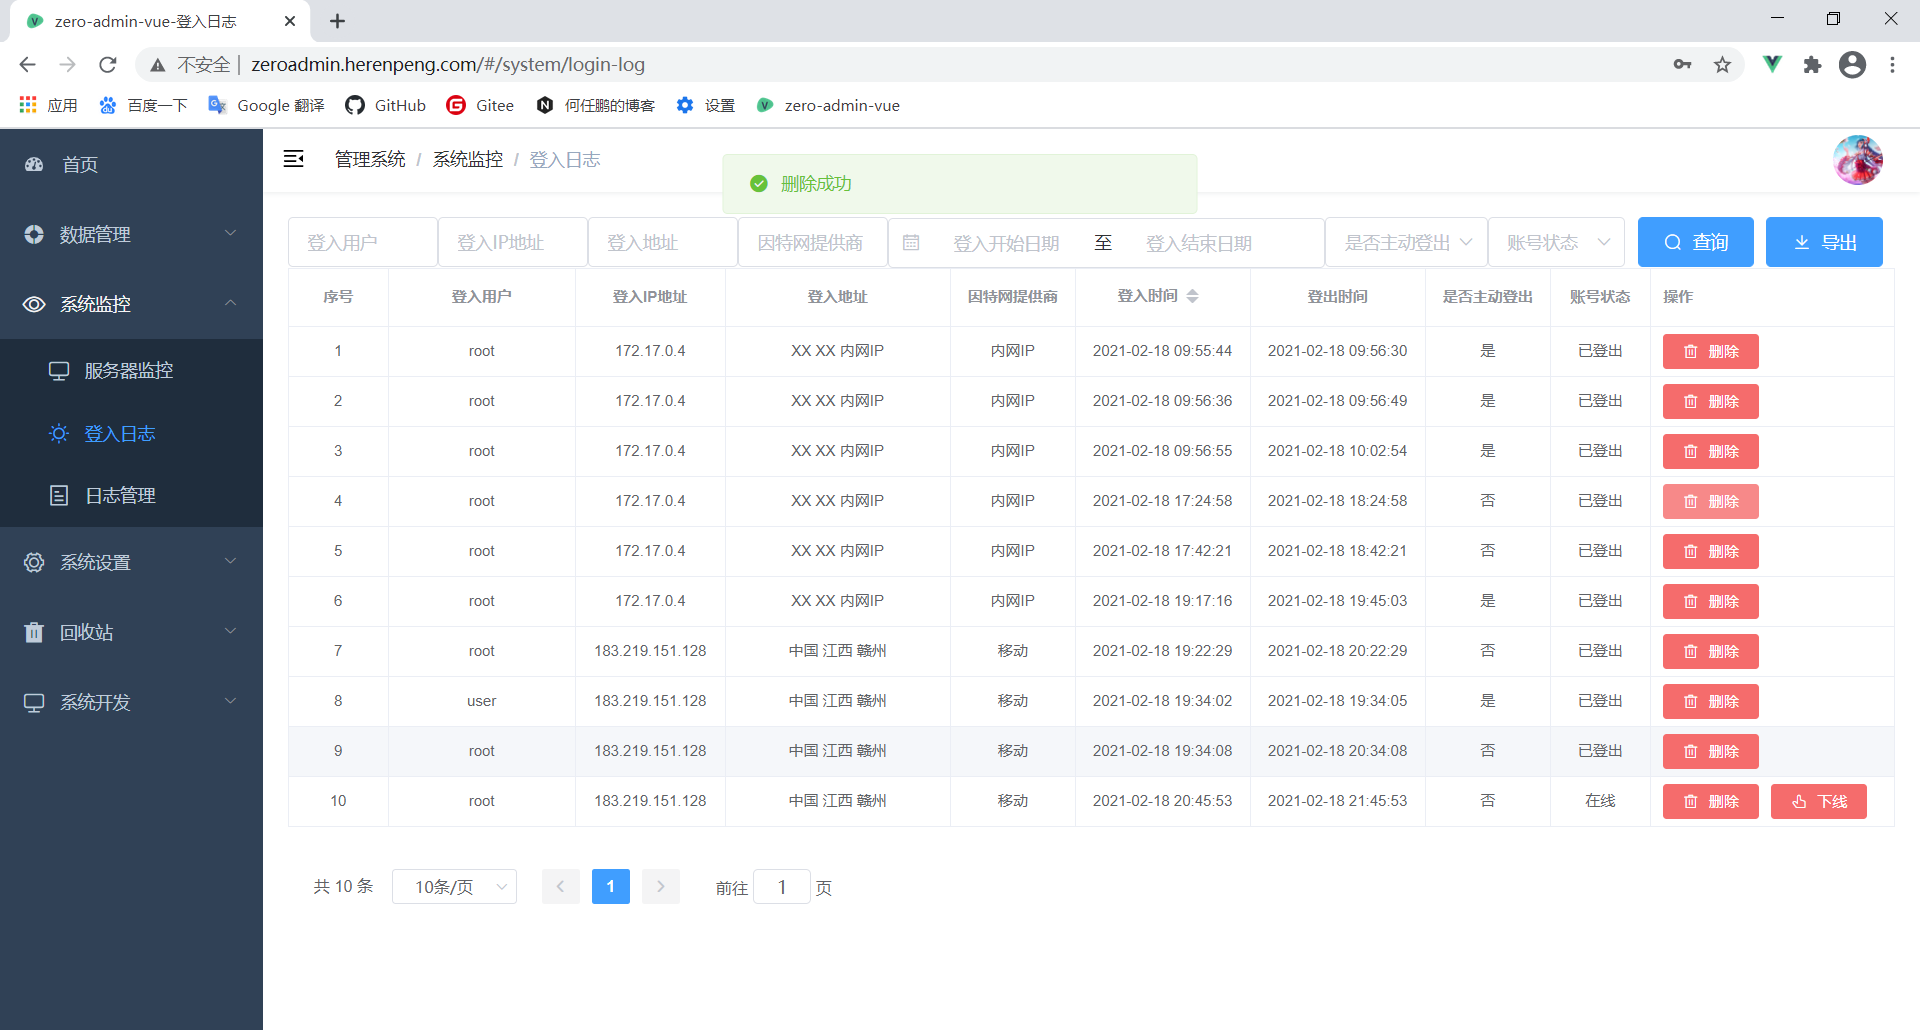 zero-admin-vue-登入日志
不安全 | zeroadmin.herenpeng.com/#/system/login-log
应用 百度一下 Google 翻译 GitHub Gitee 何任鹏的博客 设置 zero-admin-vue
首页
数据管理
系统监控
服务器监控
登入日志
日志管理
系统设置
回收站
系统开发
管理系统 / 系统监控 / 登入日志
删除成功
登入用户 登入IP地址 登入地址 因特网提供商 登入开始日期 至 登入结束日期 是否主动登出 账号状态 查询 导出
序号 登入用户 登入IP地址 登入地址 因特网提供商 登入时间 登出时间 是否主动登出 账号状态 操作
1 root 172.17.0.4 XX XX 内网IP 内网IP 2021-02-18 09:55:44 2021-02-18 09:56:30 是 已登出 删除
2 root 172.17.0.4 XX XX 内网IP 内网IP 2021-02-18 09:56:36 2021-02-18 09:56:49 是 已登出 删除
3 root 172.17.0.4 XX XX 内网IP 内网IP 2021-02-18 09:56:55 2021-02-18 10:02:54 是 已登出 删除
4 root 172.17.0.4 XX XX 内网IP 内网IP 2021-02-18 17:24:58 2021-02-18 18:24:58 否 已登出 删除
5 root 172.17.0.4 XX XX 内网IP 内网IP 2021-02-18 17:42:21 2021-02-18 18:42:21 否 已登出 删除
6 root 172.17.0.4 XX XX 内网IP 内网IP 2021-02-18 19:17:16 2021-02-18 19:45:03 是 已登出 删除
7 root 183.219.151.128 中国 江西 赣州 移动 2021-02-18 19:22:29 2021-02-18 20:22:29 否 已登出 删除
8 user 183.219.151.128 中国 江西 赣州 移动 2021-02-18 19:34:02 2021-02-18 19:34:05 是 已登出 删除
9 root 183.219.151.128 中国 江西 赣州 移动 2021-02-18 19:34:08 2021-02-18 20:34:08 否 已登出 删除
10 root 183.219.151.128 中国 江西 赣州 移动 2021-02-18 20:45:53 2021-02-18 21:45:53 否 在线 删除 下线
共 10 条 10条/页 1 前往 1 页